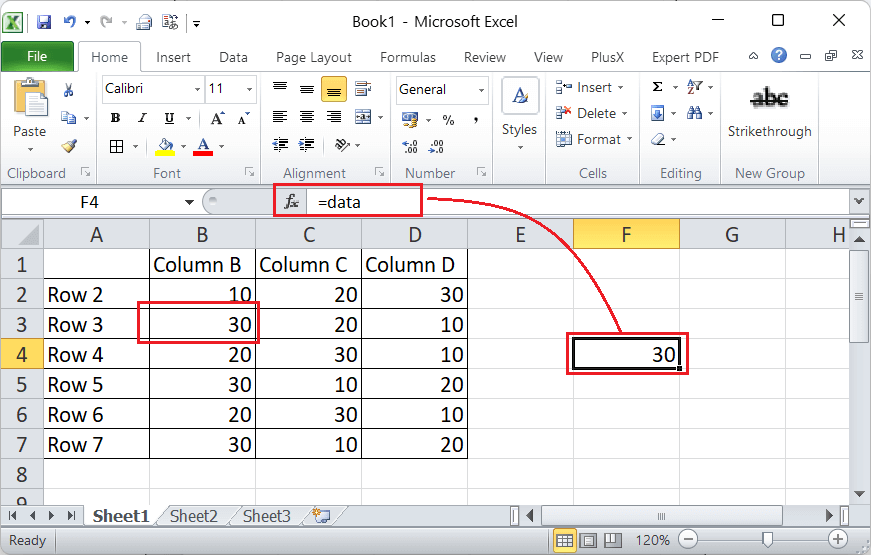 Book1 - Microsoft Excel
File Home Insert Data Page Layout Formulas Review View PlusX Expert PDF
Calibri 11 General Insert Σ abc
Paste B I U A A % , Styles Delete Strikethrough
A Format
Clipboard Font Alignment Number Cells Editing New Group
F4 fx =data
A B C D E F G H
1 Column B Column C Column D
2 Row 2 10 20 30
3 Row 3 30 20 10
4 Row 4 20 30 10 30
5 Row 5 30 10 20
6 Row 6 20 30 10
7 Row 7 30 10 20
8
9
Sheet1 Sheet2 Sheet3
Ready 120%